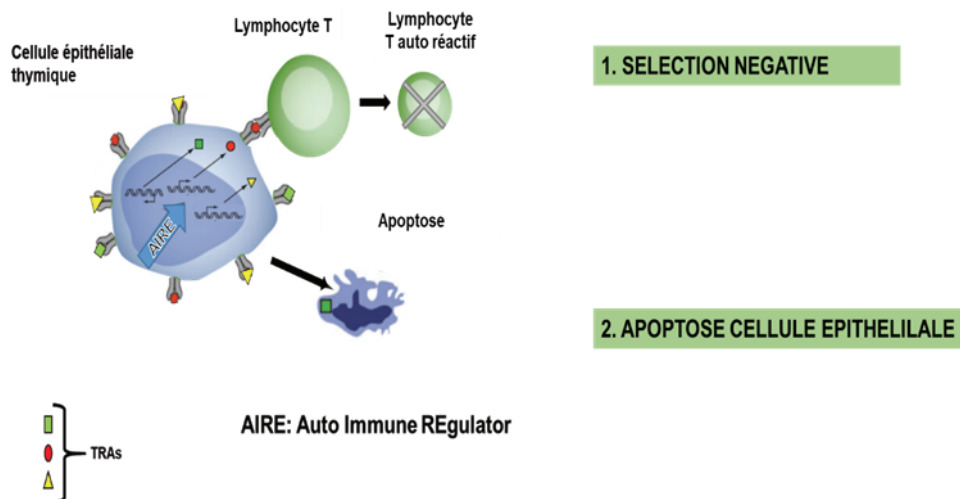 Cellule épithéliale
thymique
Lymphocyte T
Lymphocyte
T auto réactif
1. SELECTION NEGATIVE
AIRE
Apoptose
2. APOPTOSE CELLULE EPITHELILALE
TRAs
AIRE: Auto Immune REgulator